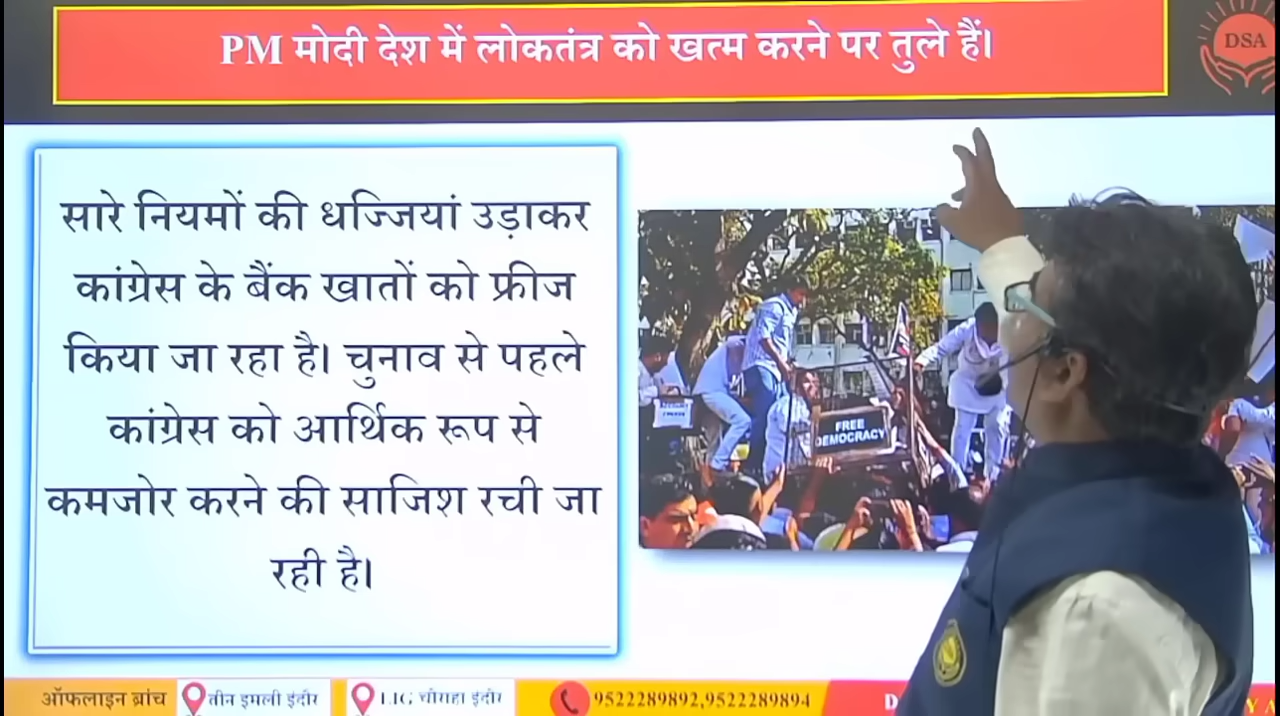 PM मोदी देश में लोकतंत्र को खत्म करने पर तुले हैं।
DSA
सारे नियमों की धज्जियां उड़ाकर
कांग्रेस के बैंक खातों को फ्रीज
किया जा रहा है। चुनाव से पहले
कांग्रेस को आर्थिक रूप से
कमजोर करने की साजिश रची जा
रही है।
FREE
DEMOCRACY
ऑफलाइन ब्रांच
तीन इमली इंदौर
LIG चौराहा इंदौर
9522289892,9522289894
D
YA